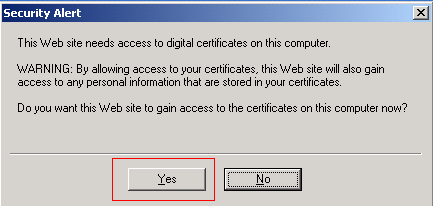 Security Alert
This Web site needs access to digital certificates on this computer.
WARNING: By allowing access to your certificates, this Web site will also gain
access to any personal information that are stored in your certificates.
Do you want this Web site to gain access to the certificates on this computer now?
Yes
No